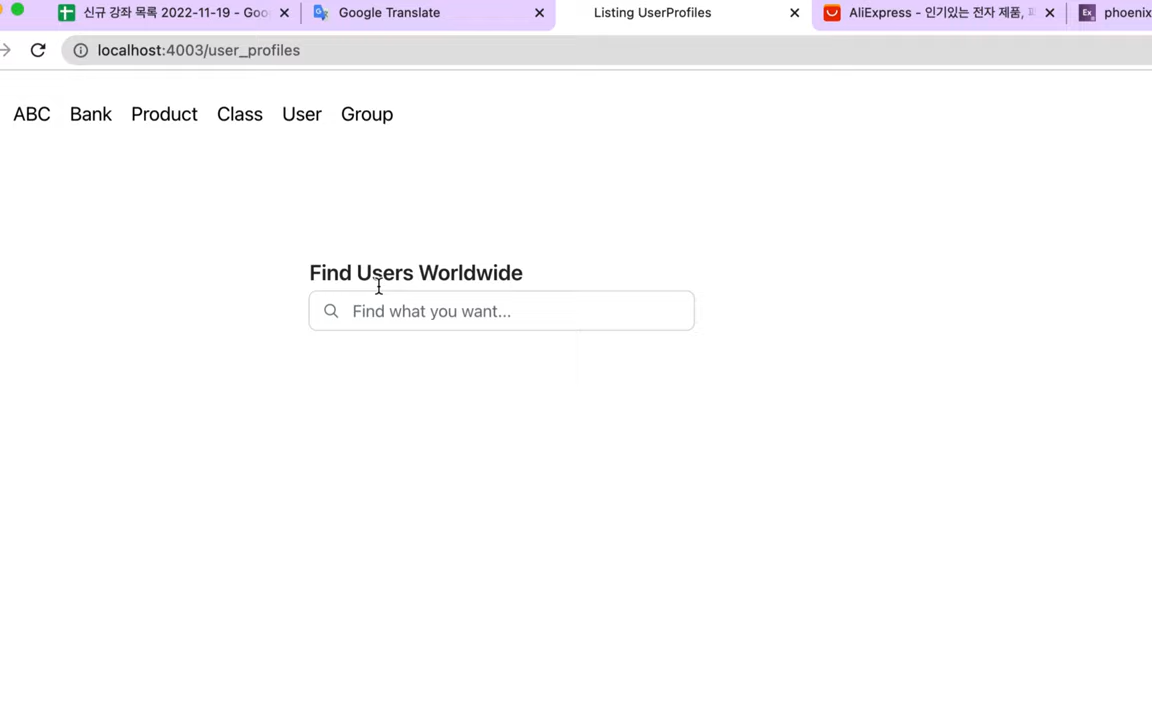 신규 강좌 목록 2022-11-19 - Goo
Google Translate
Listing UserProfiles
AliExpress - 인기있는 전자 제품,
Ex phoenix
localhost:4003/user_profiles
ABC Bank Product Class User Group
Find Users Worldwide
Find what you want...